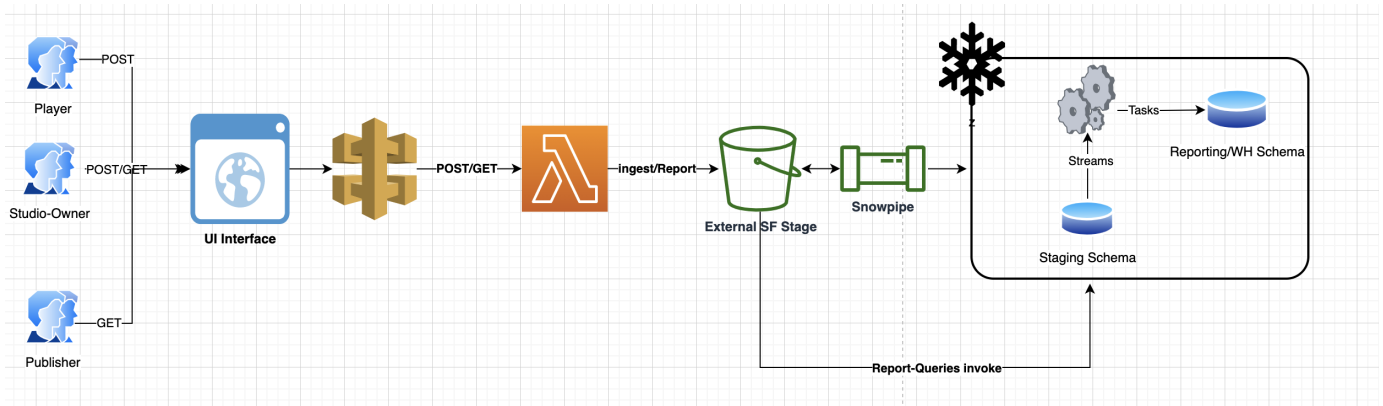 POST
Player
POST/GET
Studio-Owner
UI Interface
GET
Publisher
POST/GET
ingest/Report
External SF Stage
Snowpipe
z
Tasks
Reporting/WH Schema
Streams
Staging Schema
Report-Queries invoke